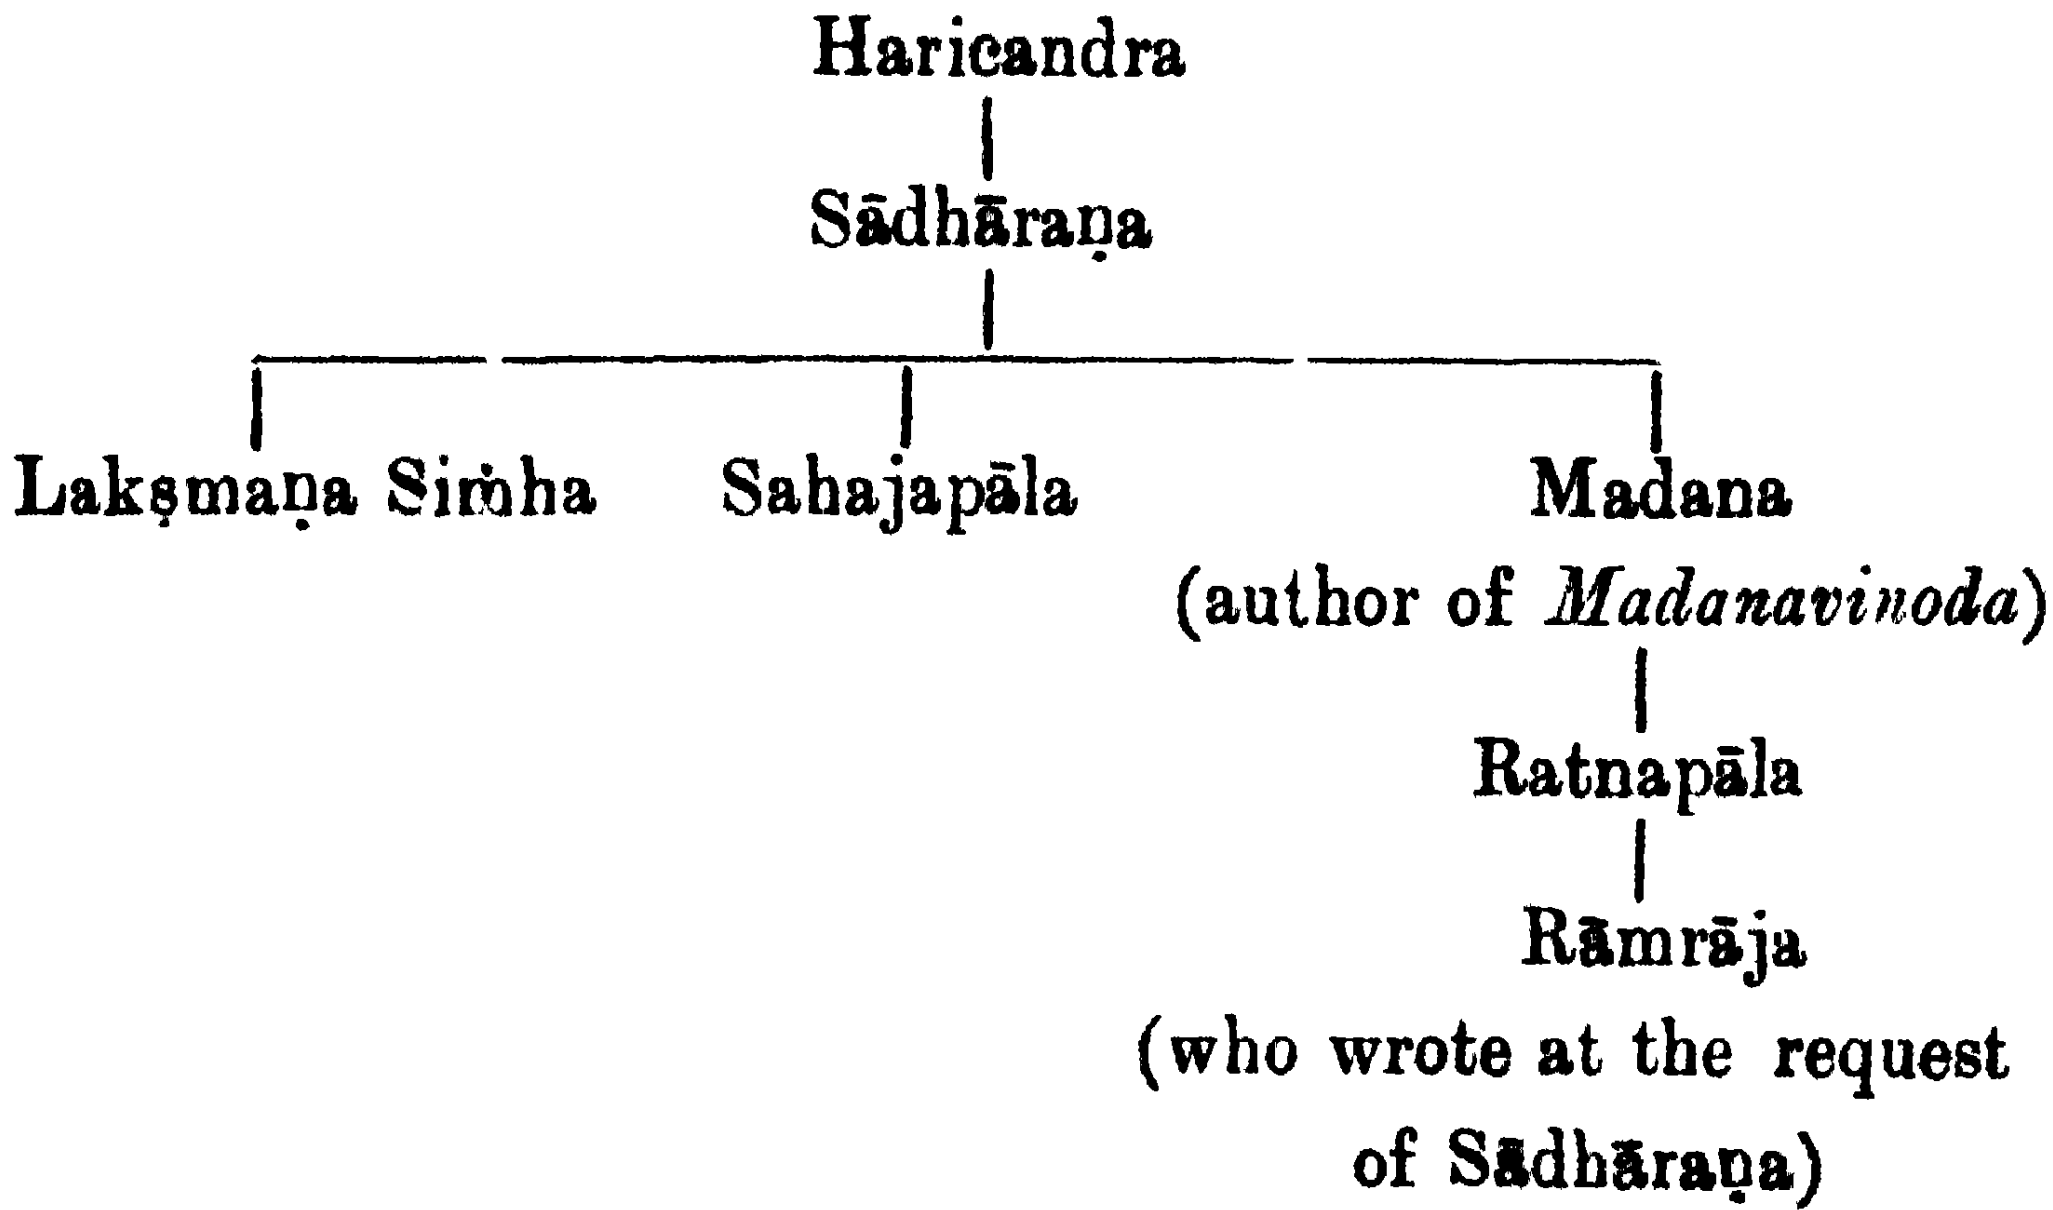 Haricandra
Sādhāraṇa
Lakṣmaṇa Siṁha Sahajapāla Madana
(author of Madanavinoda)
Ratnapāla
Rāmrāja
(who wrote at the request
of Sādhāraṇa)